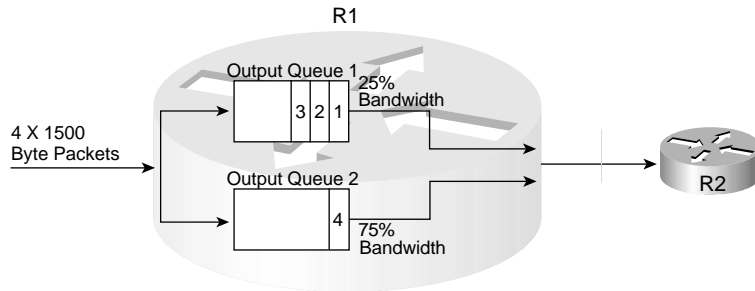 R1
Output Queue 1
3 2 1
25%
Bandwidth
4 X 1500
Byte Packets
Output Queue 2
4
75%
Bandwidth
R2